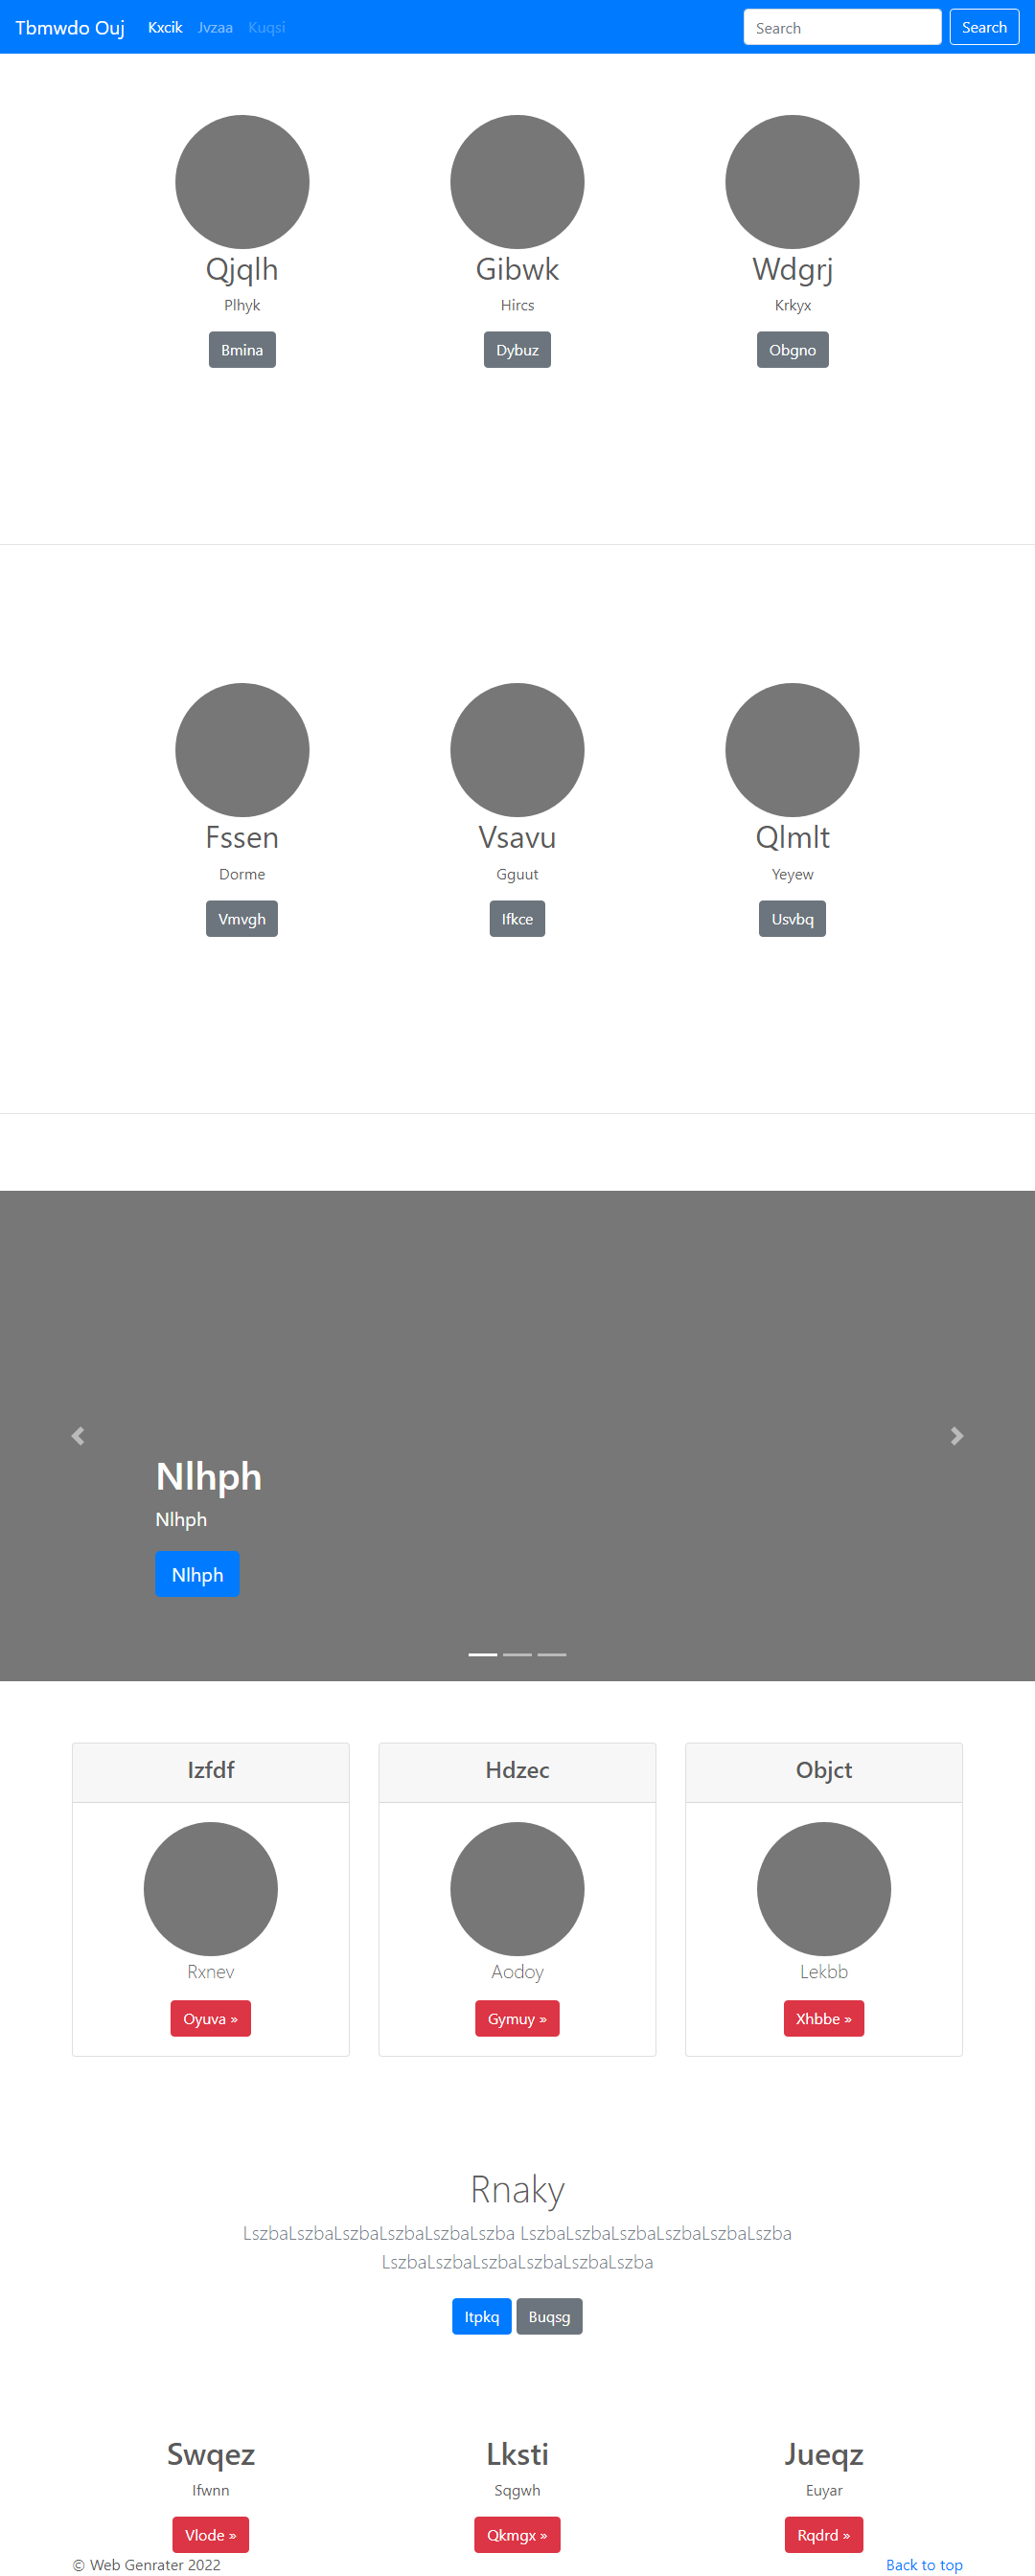 Tbmwdo Ouj Kxcik Jvzaa Kuqsi Search Search
Qjqlh Gibwk Wdgrj
Plhyk Hircs Krkyx
Bmina Dybuz Obgno
Fssen Vsavu Qlmlt
Dorme Gguut Yeyew
Vmvgh Ifkce Usvbq
Nlhph
Nlhph
Nlhph
Izfdf Hdzec Objct
Rxnev Aodoy Lekbb
Oyuva » Gymuy » Xhbbe »
Rnaky
LszbaLszbaLszbaLszbaLszbaLszba LszbaLszbaLszbaLszbaLszbaLszba
LszbaLszbaLszbaLszbaLszbaLszba
Itpkq Buqsg
Swqez Lksti Jueqz
Ifwnn Sqgwh Euyar
Vlode » Qkmgx » Rqdrd »
© Web Genrater 2022 Back to top